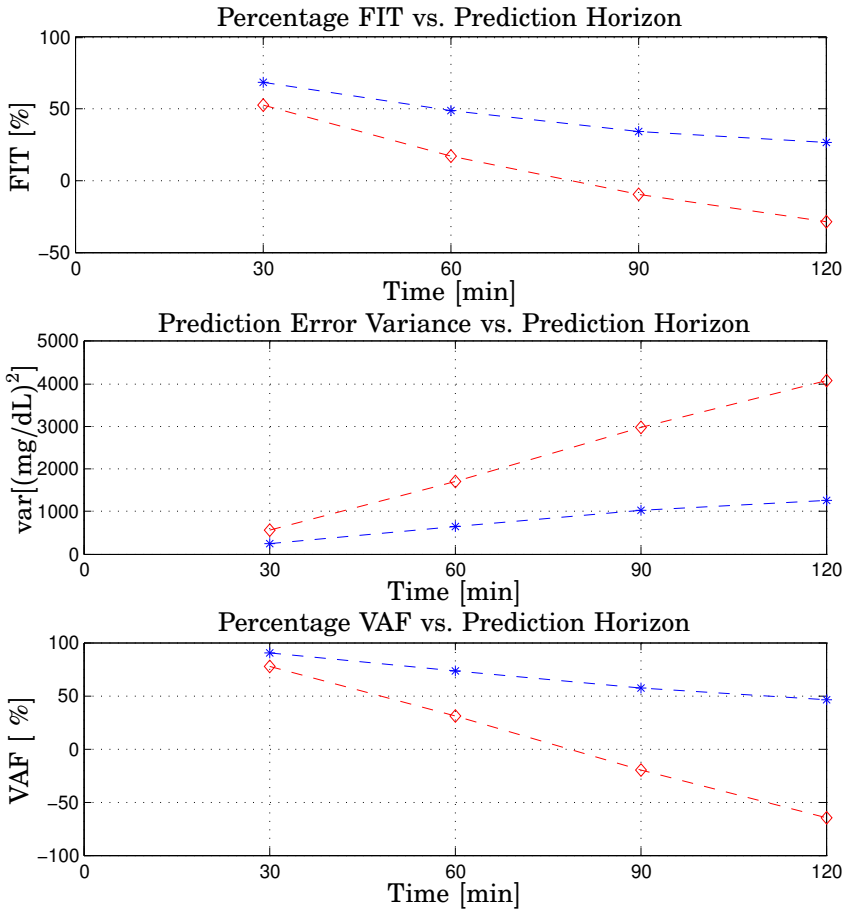 Percentage FIT vs. Prediction Horizon
100
50
0
−50
FIT [%]
0 30 60 90 120
Time [min]
Prediction Error Variance vs. Prediction Horizon
5000
4000
3000
2000
1000
0
var[(mg/dL)²]
0 30 60 90 120
Time [min]
Percentage VAF vs. Prediction Horizon
100
50
0
−50
−100
VAF [ %]
0 30 60 90 120
Time [min]